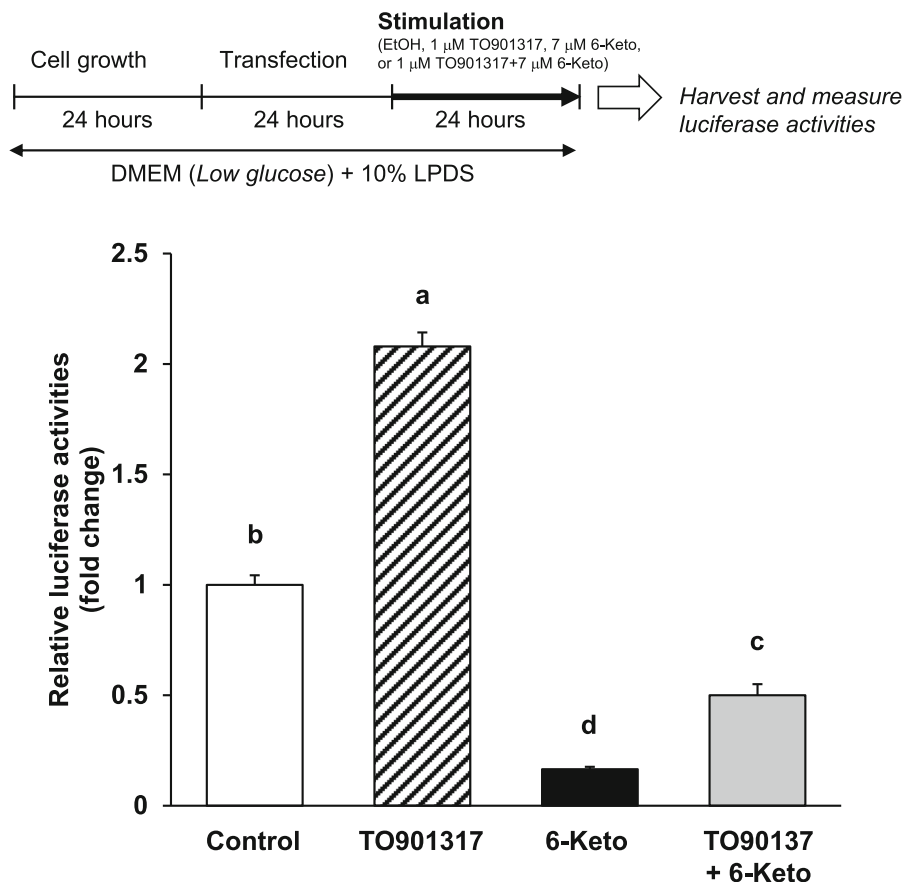 Stimulation
(EtOH, 1 μM TO901317, 7 μM 6-Keto,
or 1 μM TO901317+7 μM 6-Keto)
Cell growth
Transfection
24 hours
24 hours
24 hours
Harvest and measure
luciferase activities
DMEM (Low glucose) + 10% LPDS
Relative luciferase activities
(fold change)
2.5
2
1.5
1
0.5
0
b
a
d
c
Control
TO901317
6-Keto
TO90137
+ 6-Keto